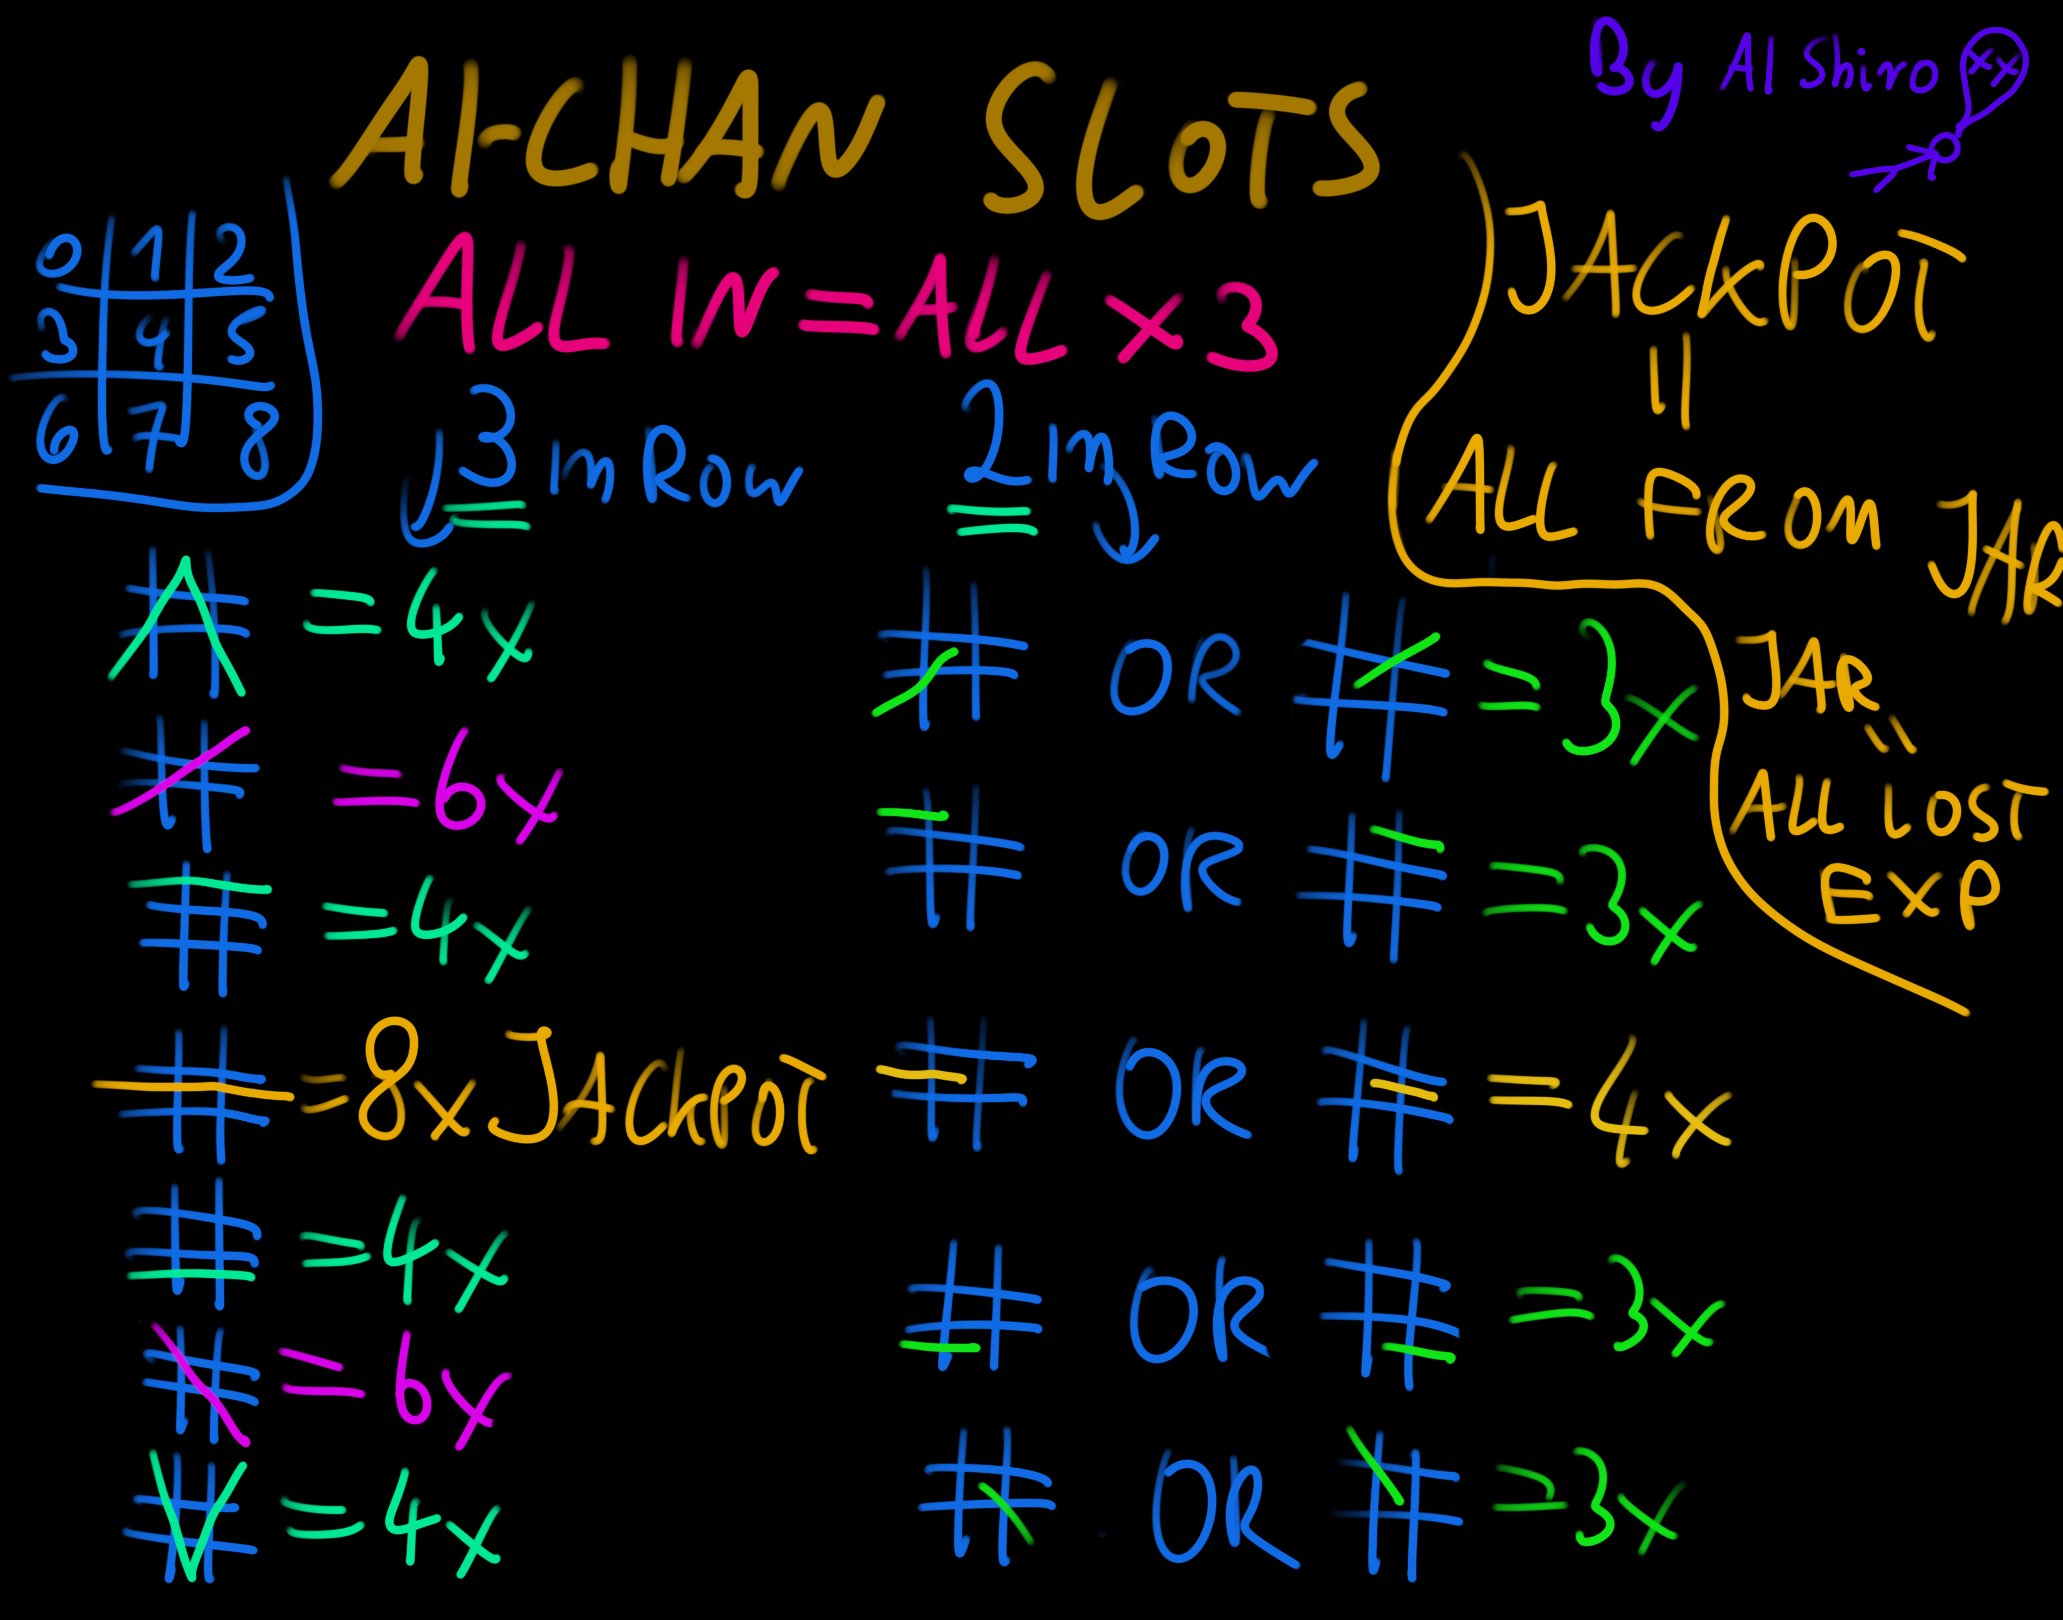 By AI Shiro
AI-CHAN SLOTS
0 1 2
3 4 5
6 7 8
ALL IN = ALL x 3
JACKPOT
=
ALL FROM JAR
3 in Row
2 in Row
= 4x
OR = 3x
JAR
=
ALL LOST
EXP
= 6x
OR = 3x
= 4x
= 8x JACKPOT
OR = 4x
= 4x
OR = 3x
= 6x
OR = 3x
= 4x